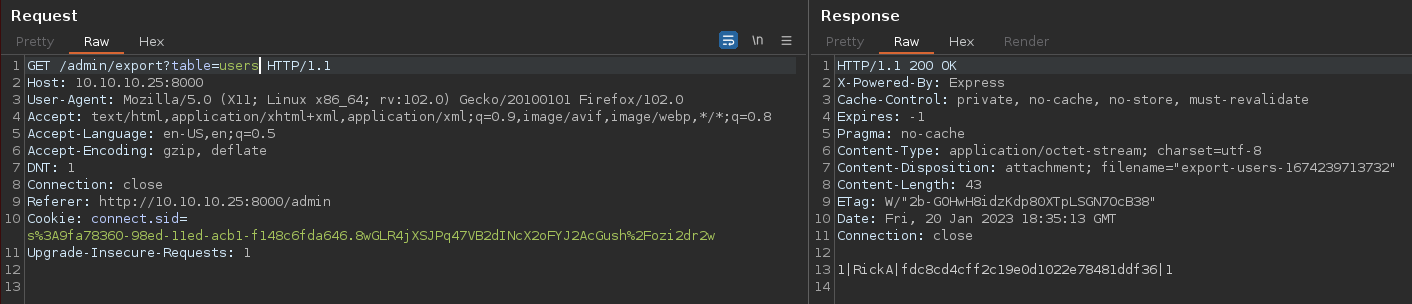 Request
Pretty Raw Hex
\n
1 GET /admin/export?table=users HTTP/1.1
2 Host: 10.10.10.25:8000
3 User-Agent: Mozilla/5.0 (X11; Linux x86_64; rv:102.0) Gecko/20100101 Firefox/102.0
4 Accept: text/html,application/xhtml+xml,application/xml;q=0.9,image/avif,image/webp,*/*;q=0.8
5 Accept-Language: en-US,en;q=0.5
6 Accept-Encoding: gzip, deflate
7 DNT: 1
8 Connection: close
9 Referer: http://10.10.10.25:8000/admin
10 Cookie: connect.sid=
s%3A9fa78360-98ed-11ed-acb1-f148c6fda646.8wGLR4jXSJPq47VB2dINcX2oFYJ2AcGush%2Fozi2dr2w
11 Upgrade-Insecure-Requests: 1
12
13
Response
Pretty Raw Hex Render
1 HTTP/1.1 200 OK
2 X-Powered-By: Express
3 Cache-Control: private, no-cache, no-store, must-revalidate
4 Expires: -1
5 Pragma: no-cache
6 Content-Type: application/octet-stream; charset=utf-8
7 Content-Disposition: attachment; filename="export-users-1674239713732"
8 Content-Length: 43
9 ETag: W/"2b-GOHwH8idzKdp80XTpLSGN7OcB38"
10 Date: Fri, 20 Jan 2023 18:35:13 GMT
11 Connection: close
12
13 1|RickA|fdc8cd4cff2c19e0d1022e78481ddf36|1
14